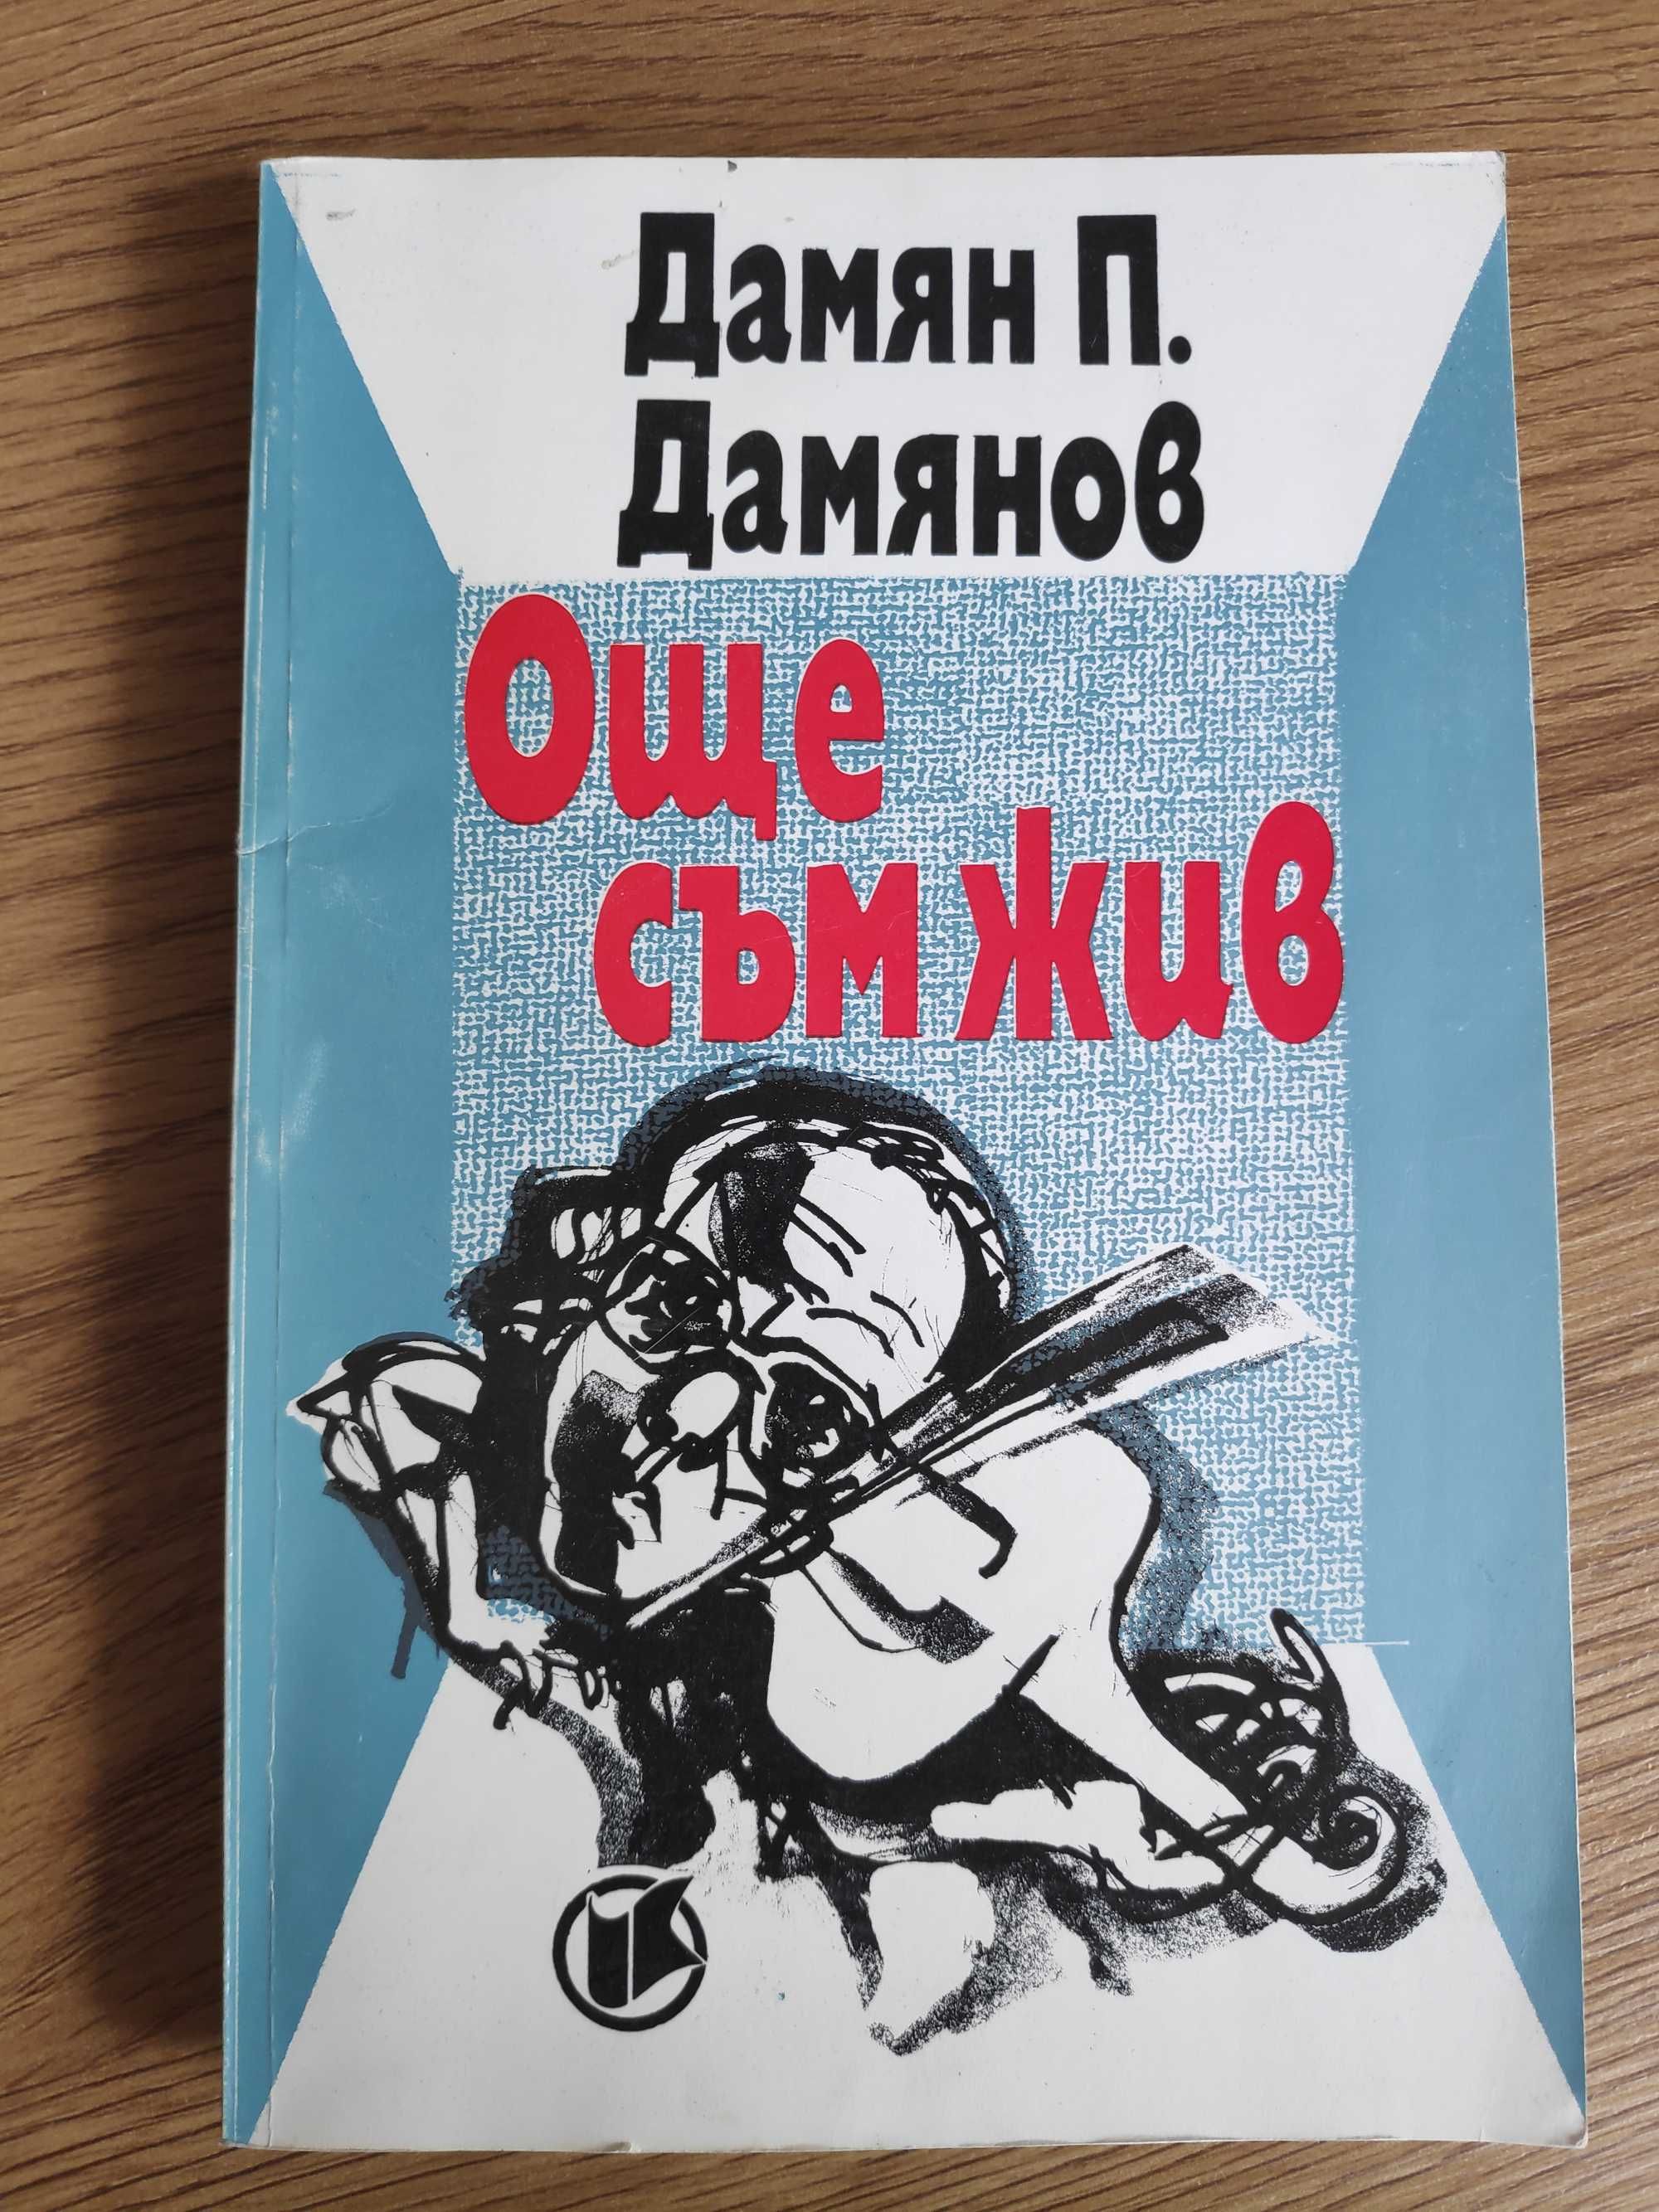 Дамян П.
Дамянов
Още
съм жив